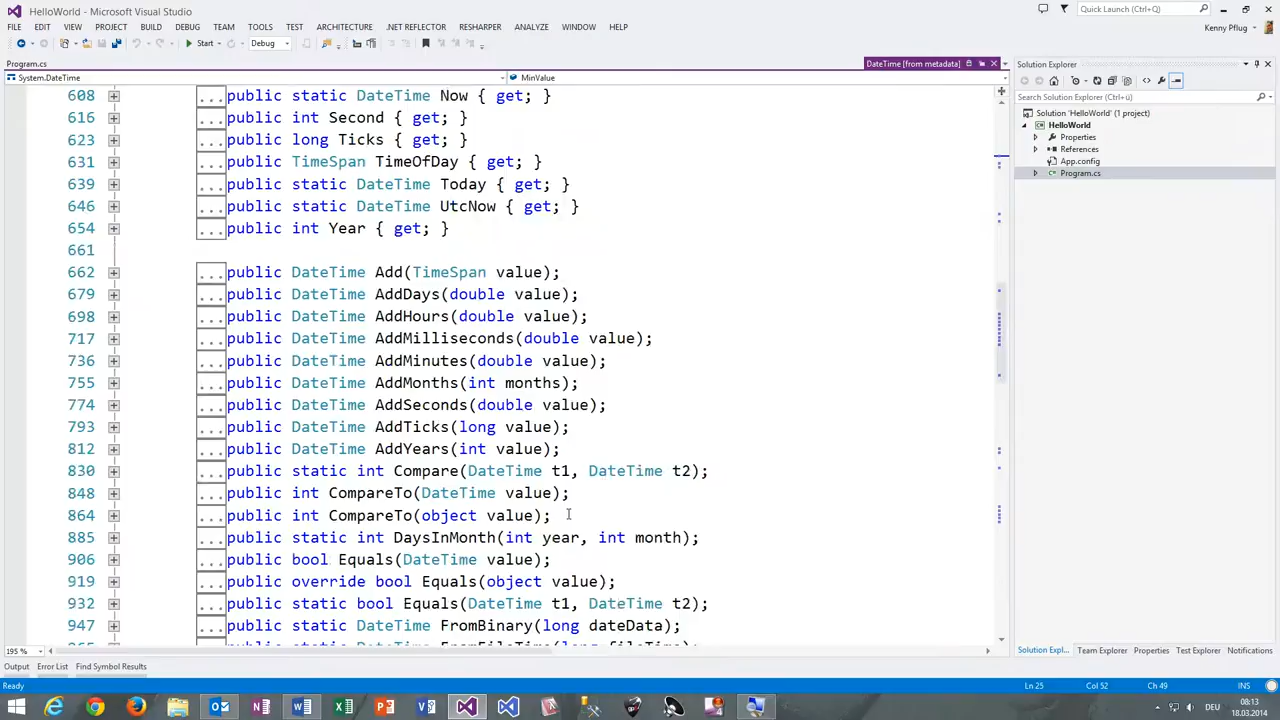 HelloWorld - Microsoft Visual Studio
Quick Launch (Ctrl+Q)
FILE EDIT VIEW PROJECT BUILD DEBUG TEAM TOOLS TEST ARCHITECTURE .NET REFLECTOR RESHARPER ANALYZE WINDOW HELP
Kenny Pflug
Start Debug
Program.cs
DateTime [from metadata]
Solution Explorer
System.DateTime
MinValue
Search Solution Explorer (Ctrl+ü)
Solution 'HelloWorld' (1 project)
HelloWorld
Properties
References
App.config
Program.cs
608 ... public static DateTime Now { get; }
616 ... public int Second { get; }
623 ... public long Ticks { get; }
631 ... public TimeSpan TimeOfDay { get; }
639 ... public static DateTime Today { get; }
646 ... public static DateTime UtcNow { get; }
654 ... public int Year { get; }
661
662 ... public DateTime Add(TimeSpan value);
679 ... public DateTime AddDays(double value);
698 ... public DateTime AddHours(double value);
717 ... public DateTime AddMilliseconds(double value);
736 ... public DateTime AddMinutes(double value);
755 ... public DateTime AddMonths(int months);
774 ... public DateTime AddSeconds(double value);
793 ... public DateTime AddTicks(long value);
812 ... public DateTime AddYears(int value);
830 ... public static int Compare(DateTime t1, DateTime t2);
848 ... public int CompareTo(DateTime value);
864 ... public int CompareTo(object value);
885 ... public static int DaysInMonth(int year, int month);
906 ... public bool Equals(DateTime value);
919 ... public override bool Equals(object value);
932 ... public static bool Equals(DateTime t1, DateTime t2);
947 ... public static DateTime FromBinary(long dateData);
965 ... public static DateTime FromFileTime(long fileTime);
195 %
Solution Expl... Team Explorer Properties Test Explorer Notifications
Output Error List Find Symbol Results
Ready
Ln 25 Col 52 Ch 49 INS
DEU
08:13
18.03.2014